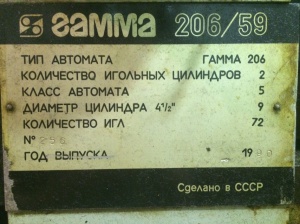 ГАММА 206/59
ТИП АВТОМАТА ГАММА 206
КОЛИЧЕСТВО ИГОЛЬНЫХ ЦИЛИНДРОВ 2
КЛАСС АВТОМАТА 5
ДИАМЕТР ЦИЛИНДРА 4½" 9
КОЛИЧЕСТВО ИГЛ 72
№
ГОД ВЫПУСКА 19
Сделано в СССР